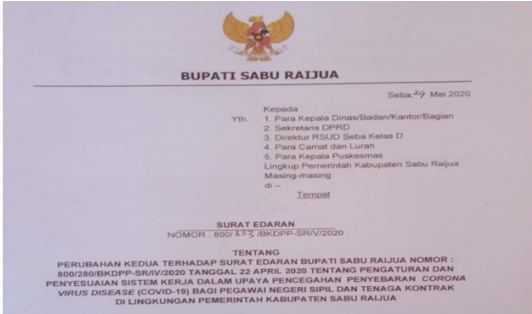 BUPATI SABU RAIJUA
Seba, 29 Mei 2020
Kepada
Yth. 1. Para Kepala Dinas/Badan/Kantor/Bagian
2. Sekretaris DPRD
3. Direktur RSUD Seba Kelas D
4. Para Camat dan Lurah
5. Para Kepala Puskesmas
Lingkup Pemerintah Kabupaten Sabu Raijua
Masing-masing
di –
Tempat
SURAT EDARAN
NOMOR : 800/ /BKDPP-SR/V/2020
TENTANG
PERUBAHAN KEDUA TERHADAP SURAT EDARAN BUPATI SABU RAIJUA NOMOR :
800/280/BKDPP-SR/IV/2020 TANGGAL 22 APRIL 2020 TENTANG PENGATURAN DAN
PENYESUAIAN SISTEM KERJA DALAM UPAYA PENCEGAHAN PENYEBARAN CORONA
VIRUS DISEASE (COVID-19) BAGI PEGAWAI NEGERI SIPIL DAN TENAGA KONTRAK
DI LINGKUNGAN PEMERINTAH KABUPATEN SABU RAIJUA